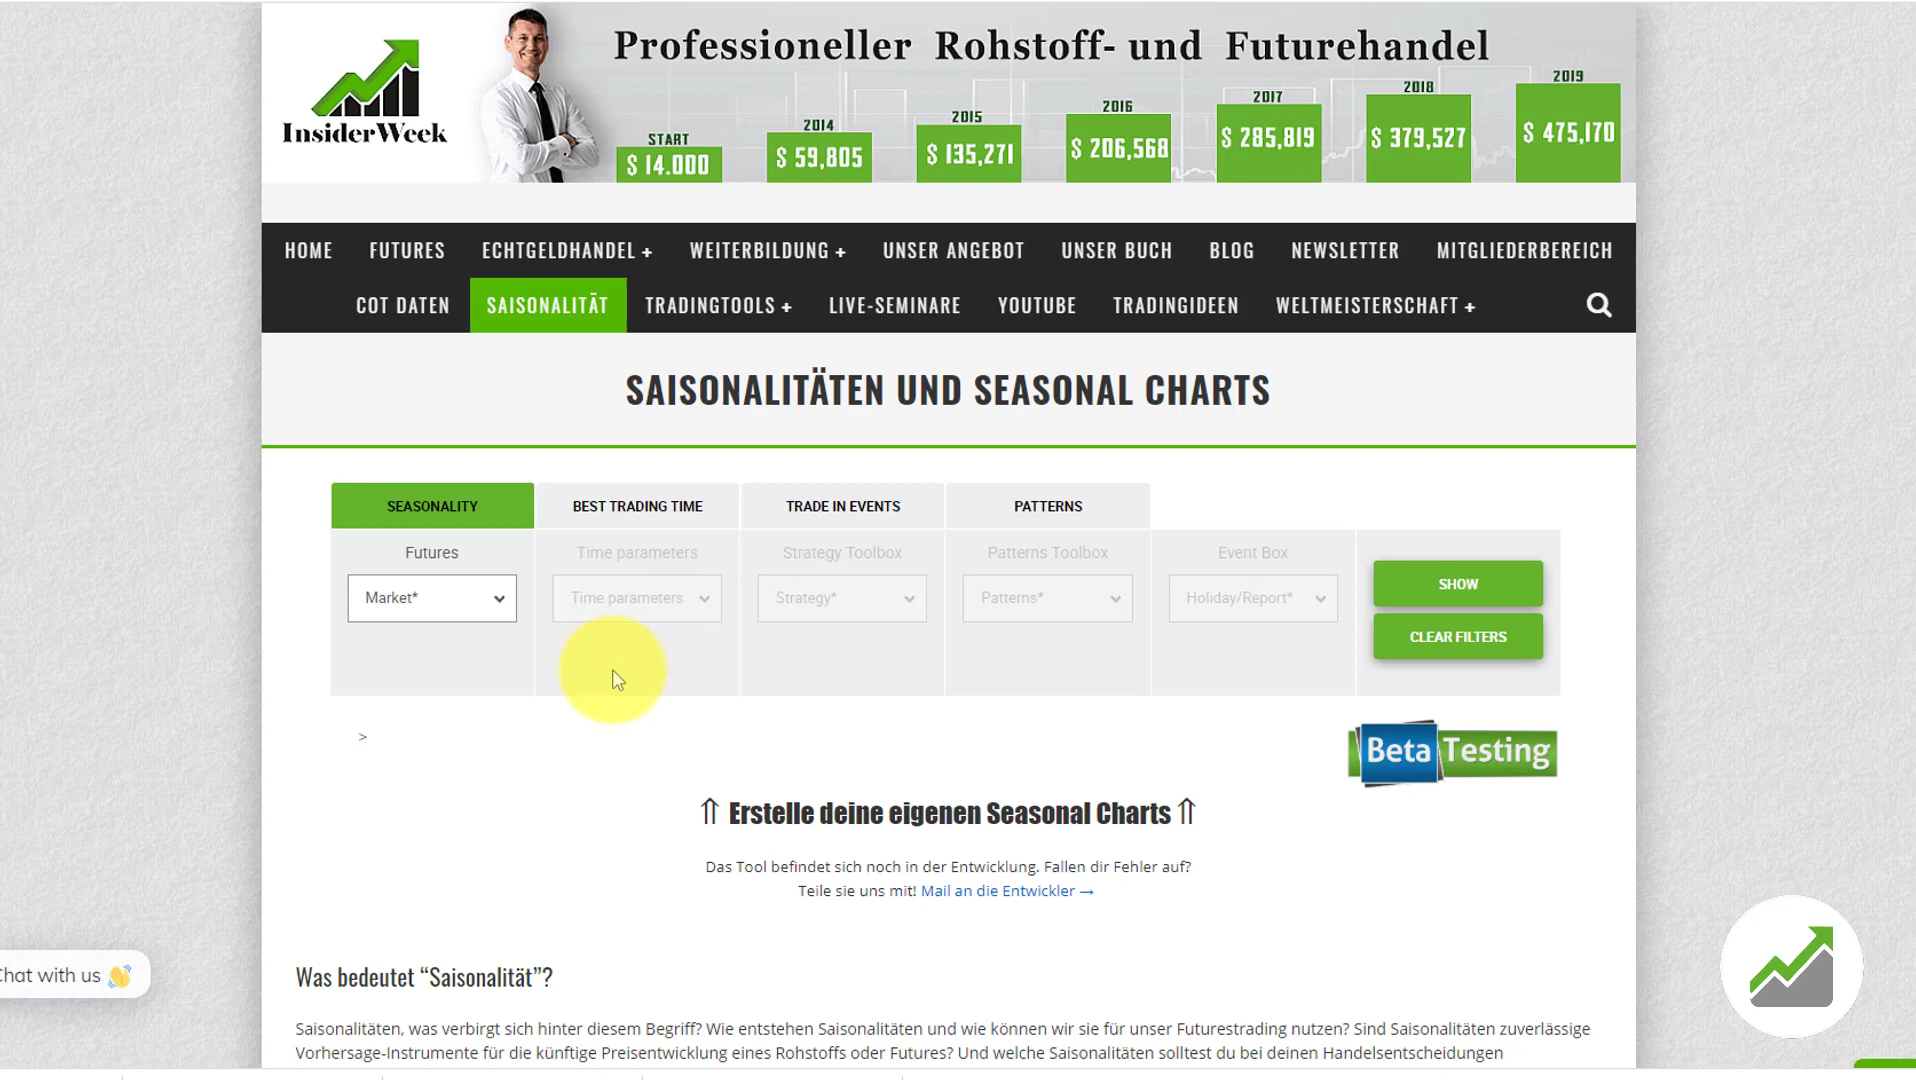 Professioneller Rohstoff- und Futurehandel
InsiderWeek
START
$ 14.000
2014
$ 59,805
2015
$ 135,271
2016
$ 206,568
2017
$ 285,819
2018
$ 379,527
2019
$ 475,170
HOME FUTURES ECHTGELDHANDEL + WEITERBILDUNG + UNSER ANGEBOT UNSER BUCH BLOG NEWSLETTER MITGLIEDERBEREICH
COT DATEN SAISONALITÄT TRADINGTOOLS + LIVE-SEMINARE YOUTUBE TRADINGIDEEN WELTMEISTERSCHAFT +
SAISONALITÄTEN UND SEASONAL CHARTS
SEASONALITY BEST TRADING TIME TRADE IN EVENTS PATTERNS
Futures Time parameters Strategy Toolbox Patterns Toolbox Event Box
Market* Time parameters Strategy* Patterns* Holiday/Report*
SHOW
CLEAR FILTERS
>
Beta Testing
⇑ Erstelle deine eigenen Seasonal Charts ⇑
Das Tool befindet sich noch in der Entwicklung. Fallen dir Fehler auf?
Teile sie uns mit! Mail an die Entwickler →
Chat with us 👋
Was bedeutet “Saisonalität”?
Saisonalitäten, was verbirgt sich hinter diesem Begriff? Wie entstehen Saisonalitäten und wie können wir sie für unser Futurestrading nutzen? Sind Saisonalitäten zuverlässige
Vorhersage-Instrumente für die künftige Preisentwicklung eines Rohstoffs oder Futures? Und welche Saisonalitäten solltest du bei deinen Handelsentscheidungen